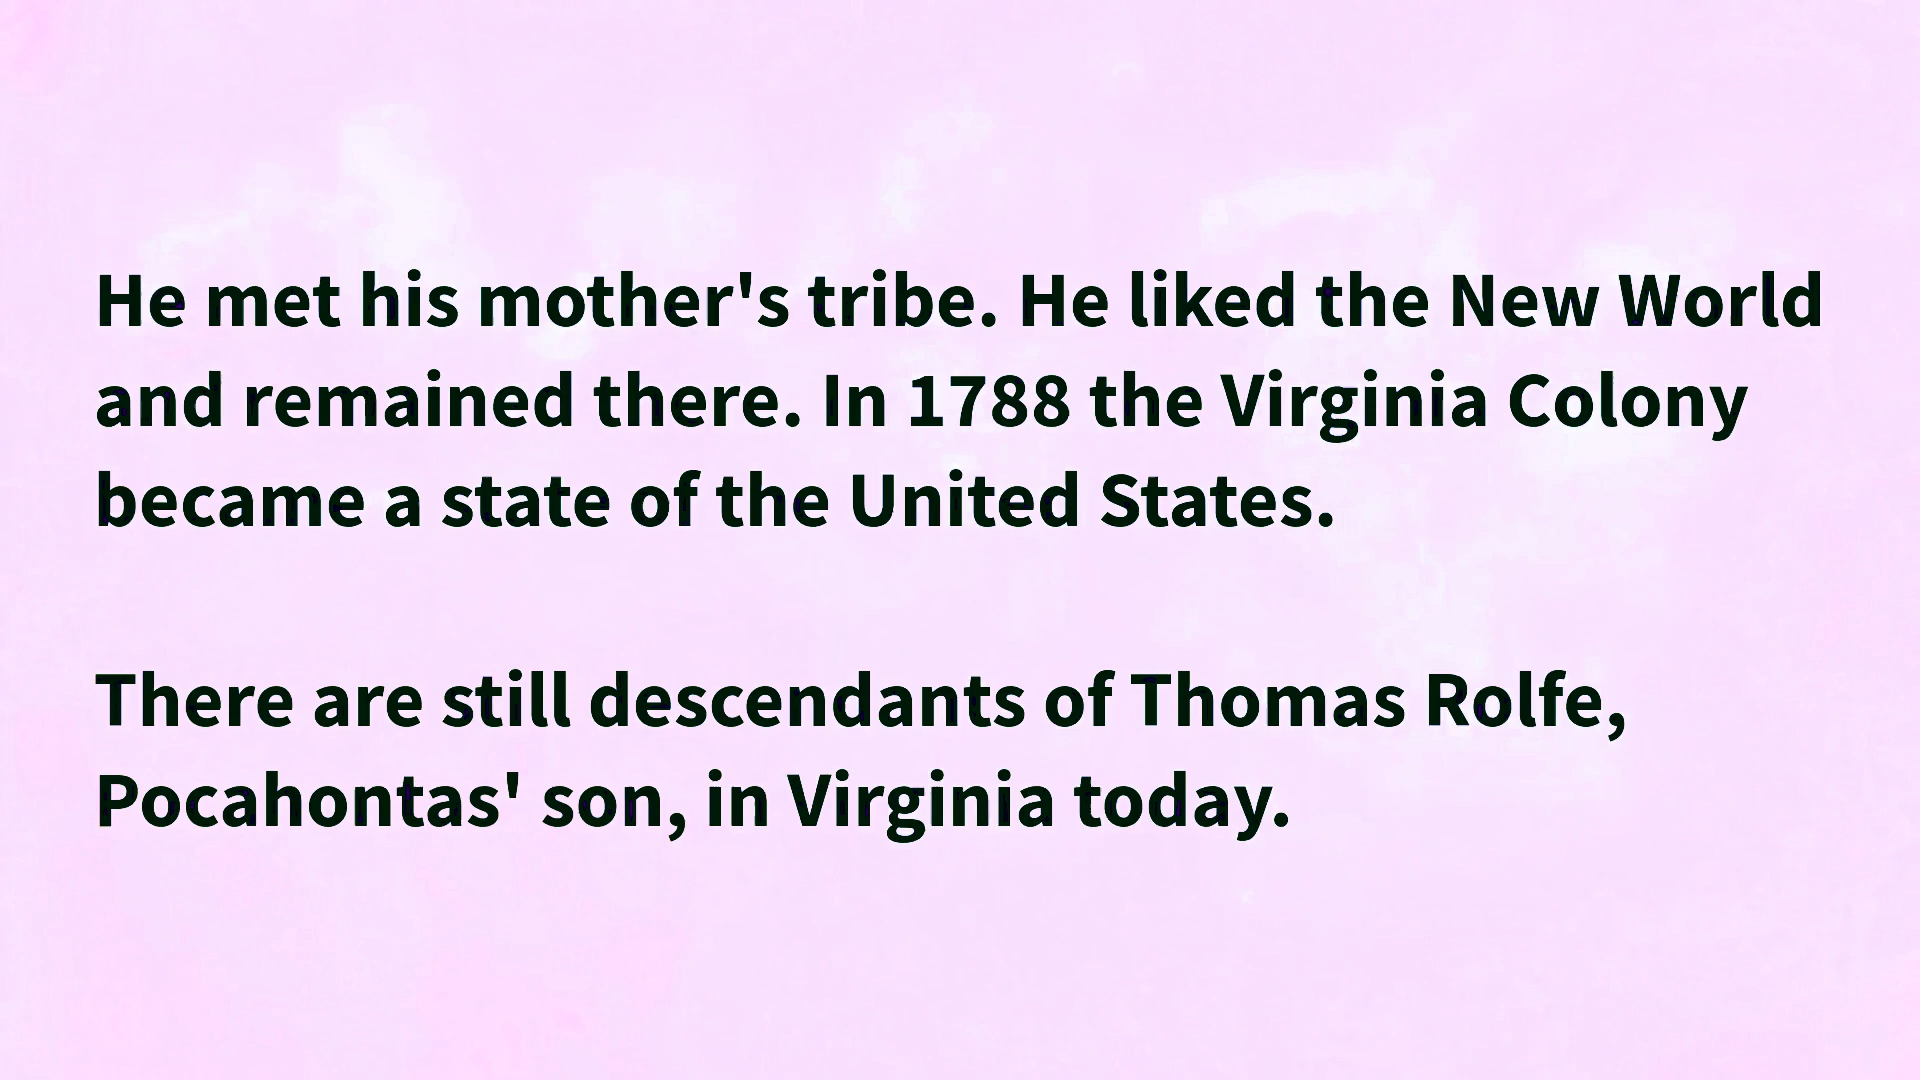 He met his mother's tribe. He liked the New World
and remained there. In 1788 the Virginia Colony
became a state of the United States.
There are still descendants of Thomas Rolfe,
Pocahontas' son, in Virginia today.